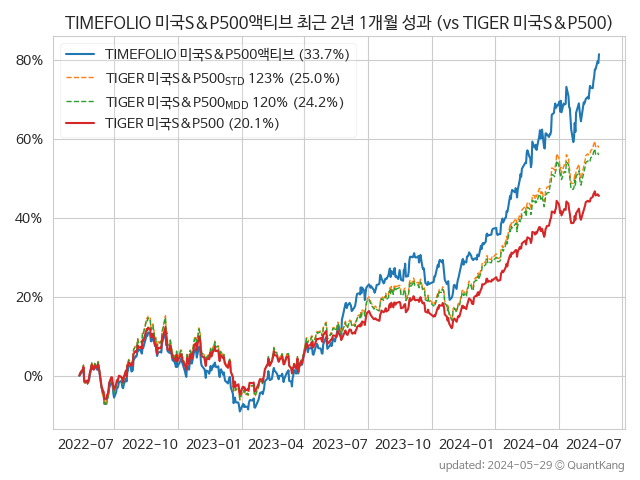 TIMEFOLIO 미국S&P500액티브 최근 2년 1개월 성과 (vs TIGER 미국S&P500)
TIMEFOLIO 미국S&P500액티브 (33.7%)
TIGER 미국S&P500STD 123% (25.0%)
TIGER 미국S&P500MDD 120% (24.2%)
TIGER 미국S&P500 (20.1%)
80%
60%
40%
20%
0%
2022-07 2022-10 2023-01 2023-04 2023-07 2023-10 2024-01 2024-04 2024-07
updated: 2024-05-29 © QuantKang